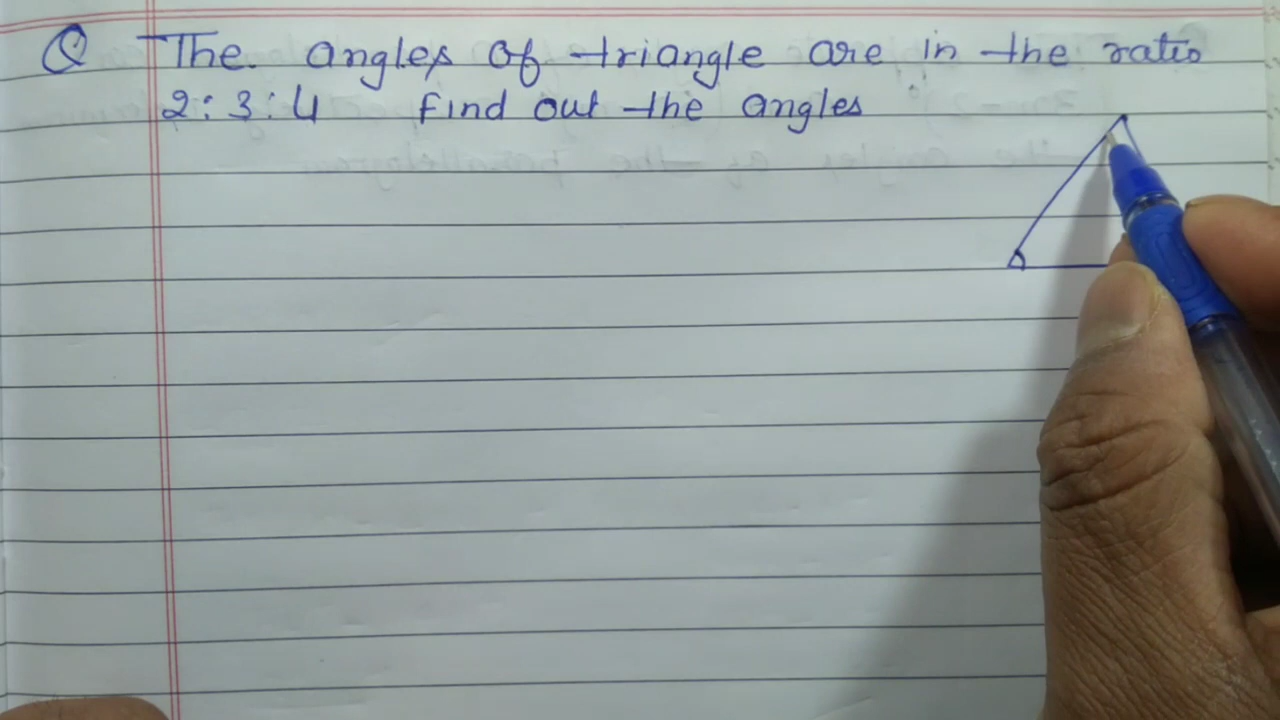 Q The. angles of triangle are in the ratio
2:3:4 find out the angles